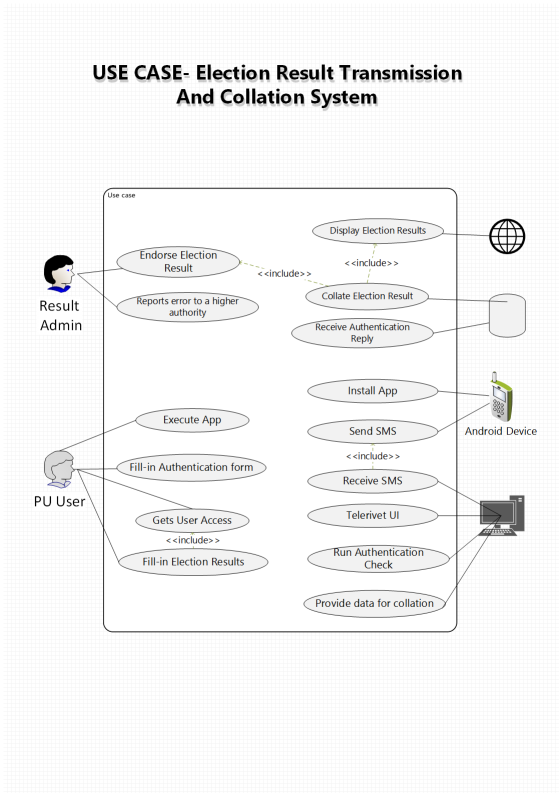 USE CASE- Election Result Transmission
And Collation System
Use case
Display Election Results
Endorse Election
Result
<<include>>
<<include>>
Result
Admin
Reports error to a higher
authority
Collate Election Result
Receive Authentication
Reply
Install App
Execute App
Send SMS
Android Device
<<include>>
PU User
Fill-in Authentication form
Receive SMS
Gets User Access
Telerivet UI
<<include>>
Fill-in Election Results
Run Authentication
Check
Provide data for collation